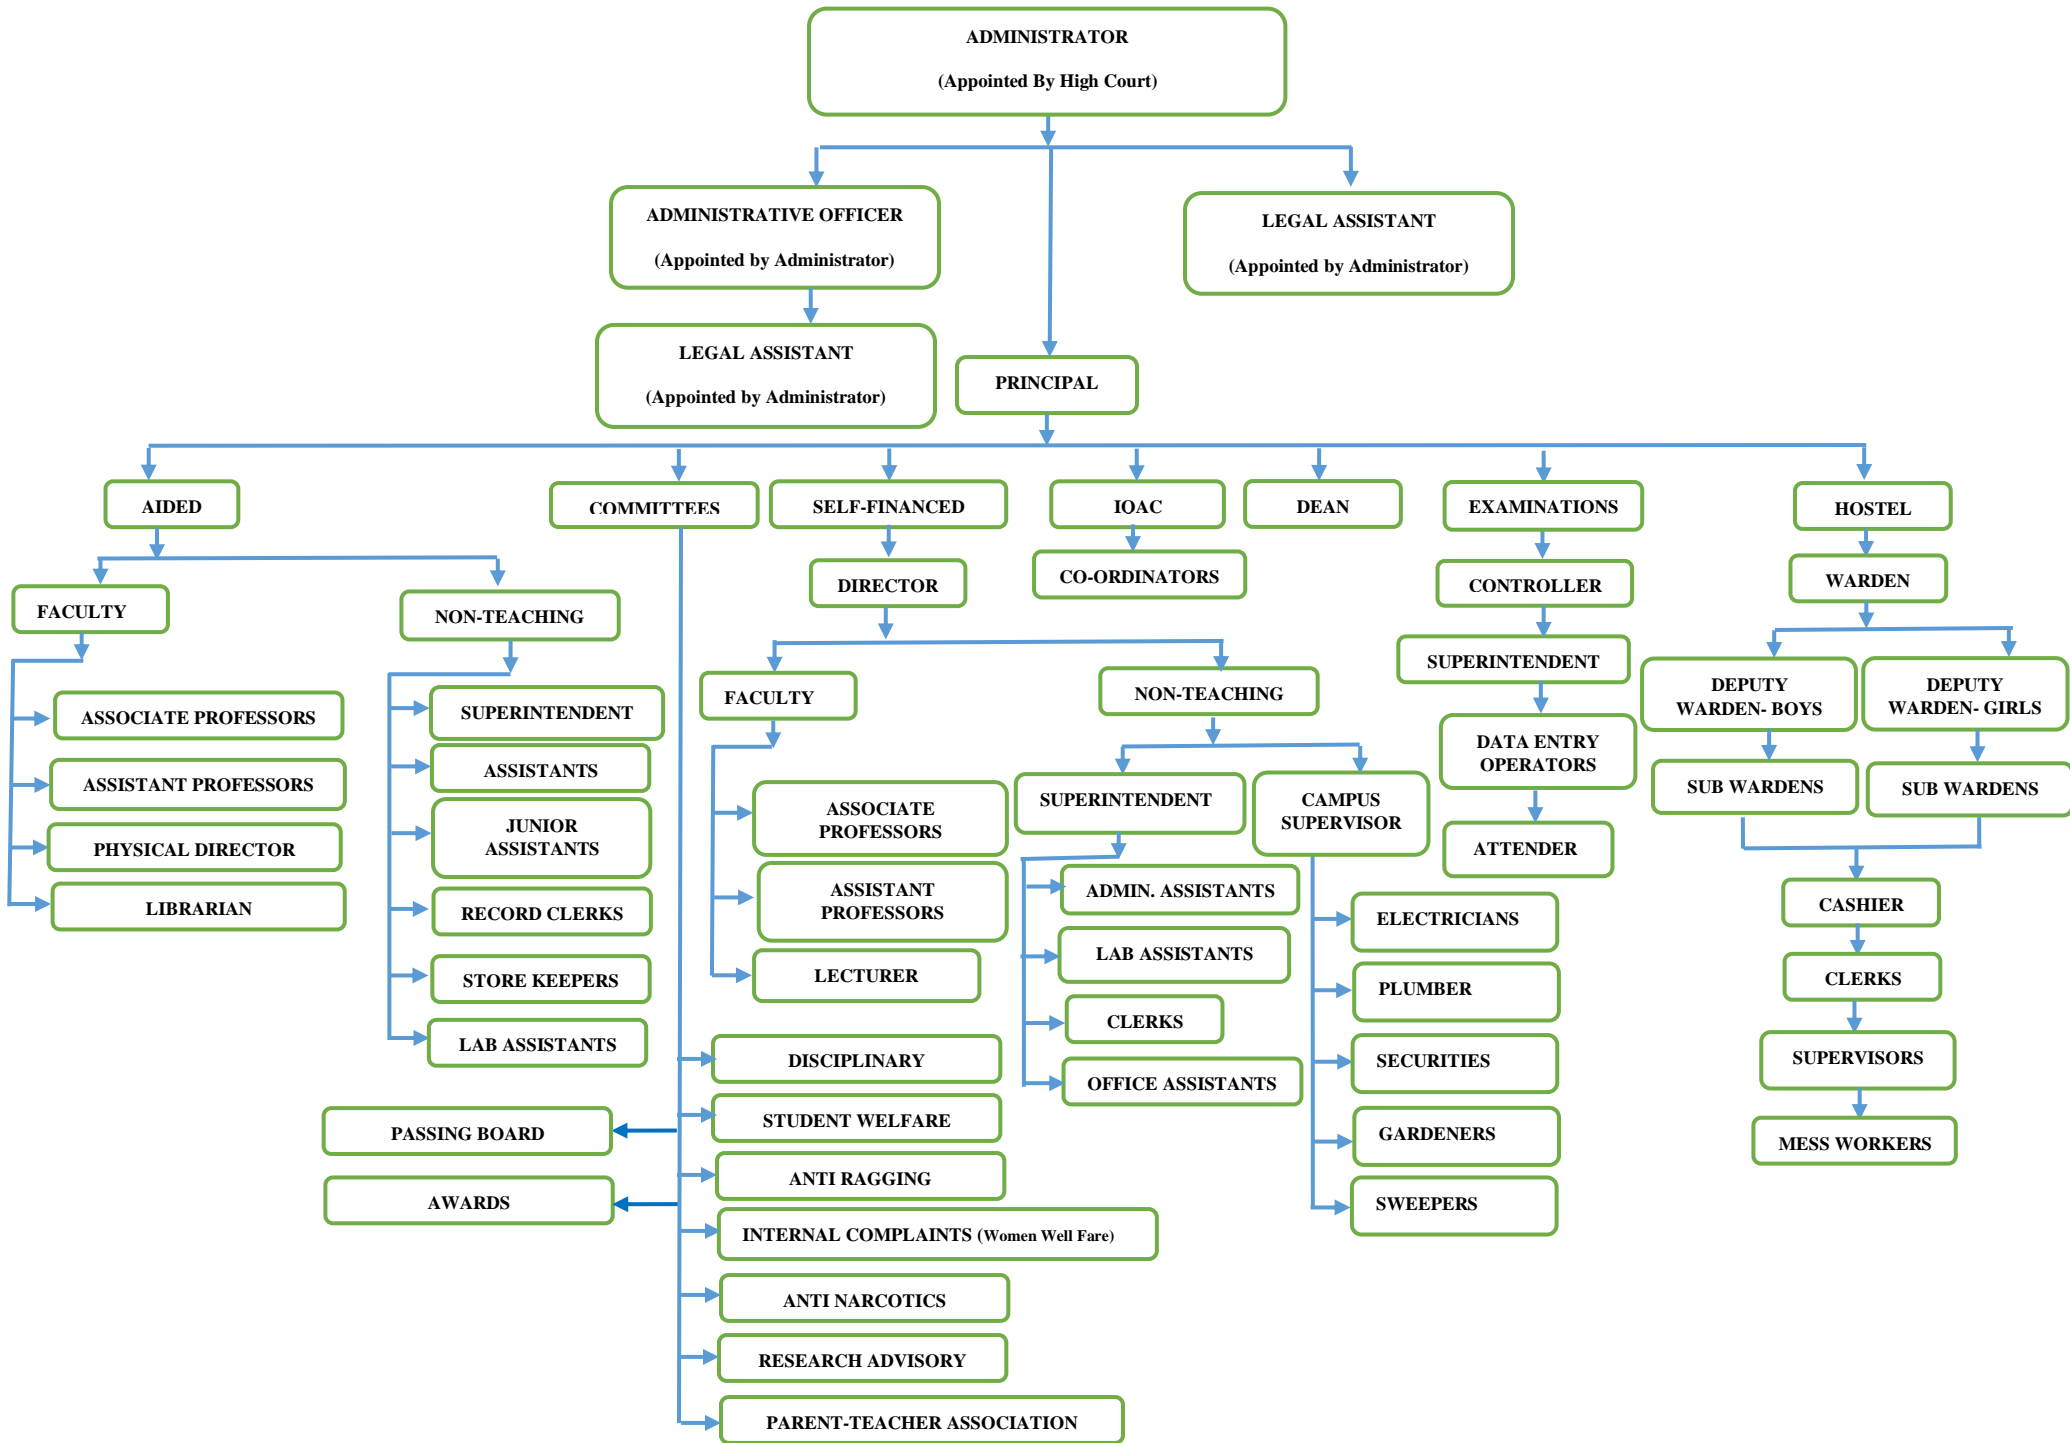 ADMINISTRATOR
(Appointed By High Court)
ADMINISTRATIVE OFFICER
(Appointed by Administrator)
LEGAL ASSISTANT
(Appointed by Administrator)
LEGAL ASSISTANT
(Appointed by Administrator)
PRINCIPAL
AIDED
COMMITTEES
SELF-FINANCED
IOAC
DEAN
EXAMINATIONS
HOSTEL
FACULTY
NON-TEACHING
ASSOCIATE PROFESSORS
ASSISTANT PROFESSORS
PHYSICAL DIRECTOR
LIBRARIAN
SUPERINTENDENT
ASSISTANTS
JUNIOR
ASSISTANTS
RECORD CLERKS
STORE KEEPERS
LAB ASSISTANTS
PASSING BOARD
AWARDS
DISCIPLINARY
STUDENT WELFARE
ANTI RAGGING
INTERNAL COMPLAINTS (Women Well Fare)
ANTI NARCOTICS
RESEARCH ADVISORY
PARENT-TEACHER ASSOCIATION
DIRECTOR
FACULTY
NON-TEACHING
ASSOCIATE
PROFESSORS
ASSISTANT
PROFESSORS
LECTURER
SUPERINTENDENT
CAMPUS
SUPERVISOR
ADMIN. ASSISTANTS
LAB ASSISTANTS
CLERKS
OFFICE ASSISTANTS
ELECTRICIANS
PLUMBER
SECURITIES
GARDENERS
SWEEPERS
CO-ORDINATORS
CONTROLLER
SUPERINTENDENT
DATA ENTRY
OPERATORS
ATTENDER
WARDEN
DEPUTY
WARDEN- BOYS
DEPUTY
WARDEN- GIRLS
SUB WARDENS
SUB WARDENS
CASHIER
CLERKS
SUPERVISORS
MESS WORKERS